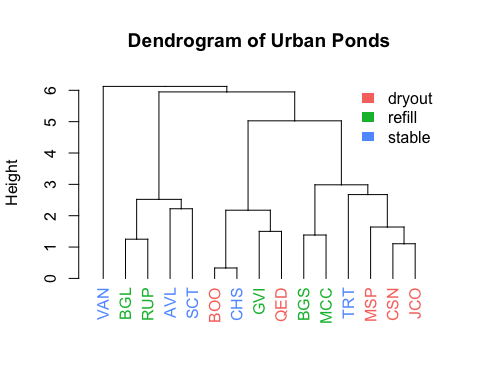 Dendrogram of Urban Ponds
Height
6
5
4
3
2
1
0
dryout
refill
stable
VAN
BGL
RUP
AVL
SCT
BOO
CHS
GVI
QED
BGS
MCC
TRT
MSP
CSN
JCO